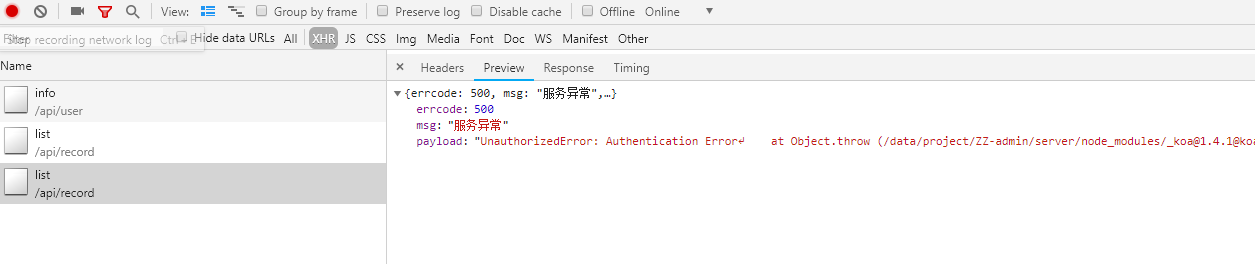 View: Group by frame Preserve log Disable cache Offline Online
Filter Stop recording network log Ctrl + E Hide data URLs All XHR JS CSS Img Media Font Doc WS Manifest Other
Name
× Headers Preview Response Timing
info
/api/user
list
/api/record
list
/api/record
{errcode: 500, msg: "服务异常",…}
errcode: 500
msg: "服务异常"
payload: "UnauthorizedError: Authentication Error↵    at Object.throw (/data/project/ZZ-admin/server/node_modules/_koa@1.4.1@koa